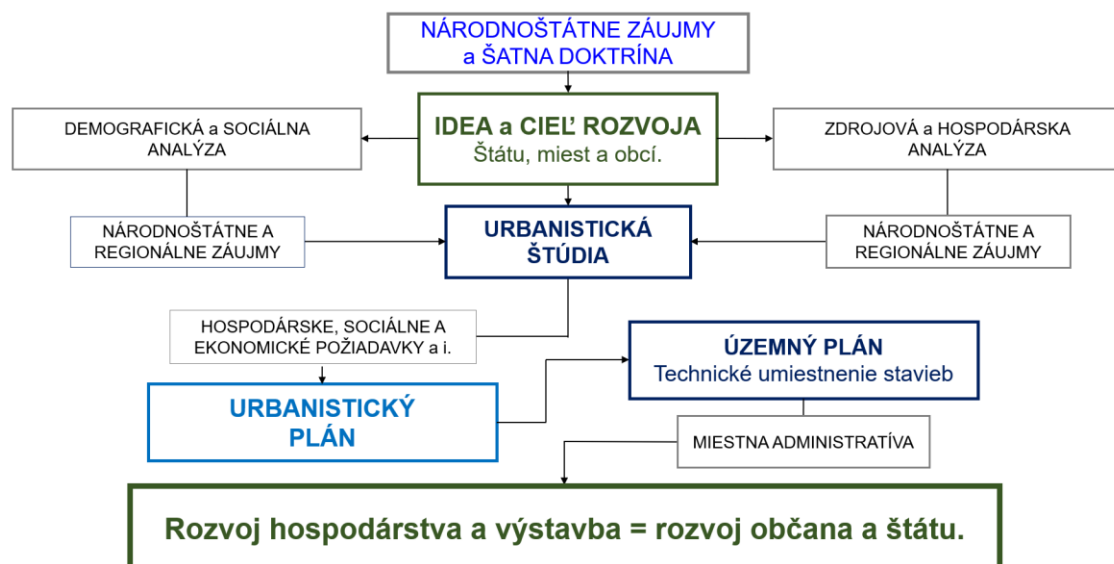 NÁRODNOŠTÁTNE ZÁUJMY
a ŠATNA DOKTRÍNA
DEMOGRAFICKÁ a SOCIÁLNA
ANALÝZA
IDEA a CIEĽ ROZVOJA
Štátu, miest a obcí.
ZDROJOVÁ a HOSPODÁRSKA
ANALÝZA
NÁRODNOŠTÁTNE A
REGIONÁLNE ZÁUJMY
URBANISTICKÁ
ŠTÚDIA
NÁRODNOŠTÁTNE A
REGIONÁLNE ZÁUJMY
HOSPODÁRSKE, SOCIÁLNE A
EKONOMICKÉ POŽIADAVKY a i.
ÚZEMNÝ PLÁN
Technické umiestnenie stavieb
URBANISTICKÝ
PLÁN
MIESTNA ADMINISTRATÍVA
Rozvoj hospodárstva a výstavba = rozvoj občana a štátu.